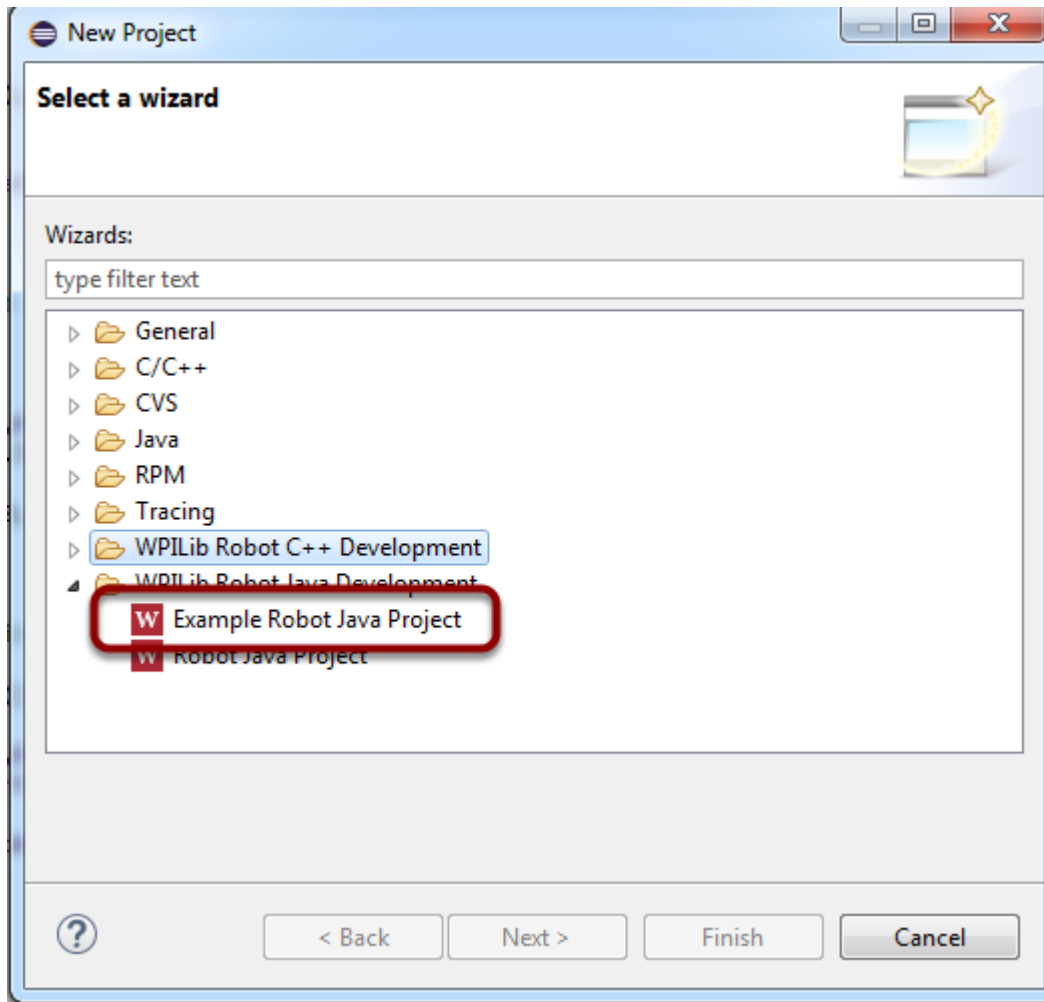 New Project
Select a wizard
Wizards:
type filter text
General
C/C++
CVS
Java
RPM
Tracing
WPILib Robot C++ Development
WPILib Robot Java Development
W Example Robot Java Project
W Robot Java Project
?
< Back Next > Finish Cancel